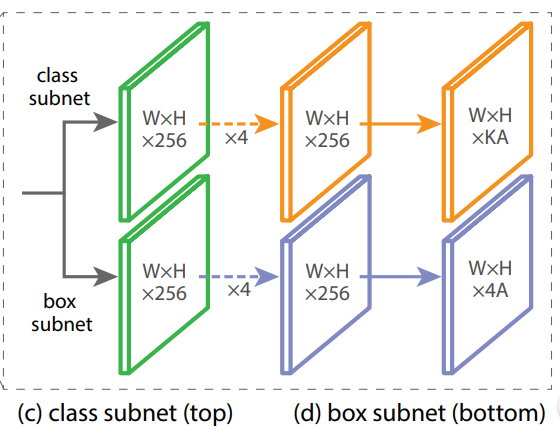 class
subnet
W×H
×256
×4
W×H
×256
W×H
×KA
W×H
×256
×4
W×H
×256
W×H
×4A
box
subnet
(c) class subnet (top)
(d) box subnet (bottom)